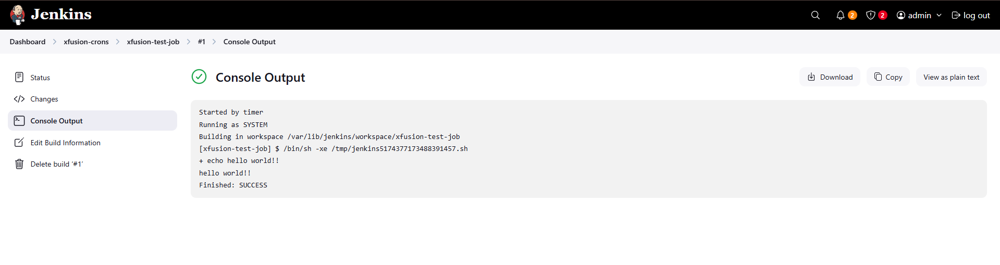 Jenkins
2
2
admin
log out
Dashboard > xfusion-crons > xfusion-test-job > #1 > Console Output
Status
Changes
Console Output
Edit Build Information
Delete build ‘#1’
Console Output
Download
Copy
View as plain text
Started by timer
Running as SYSTEM
Building in workspace /var/lib/jenkins/workspace/xfusion-test-job
[xfusion-test-job] $ /bin/sh -xe /tmp/jenkins5174377173488391457.sh
+ echo hello world!!
hello world!!
Finished: SUCCESS